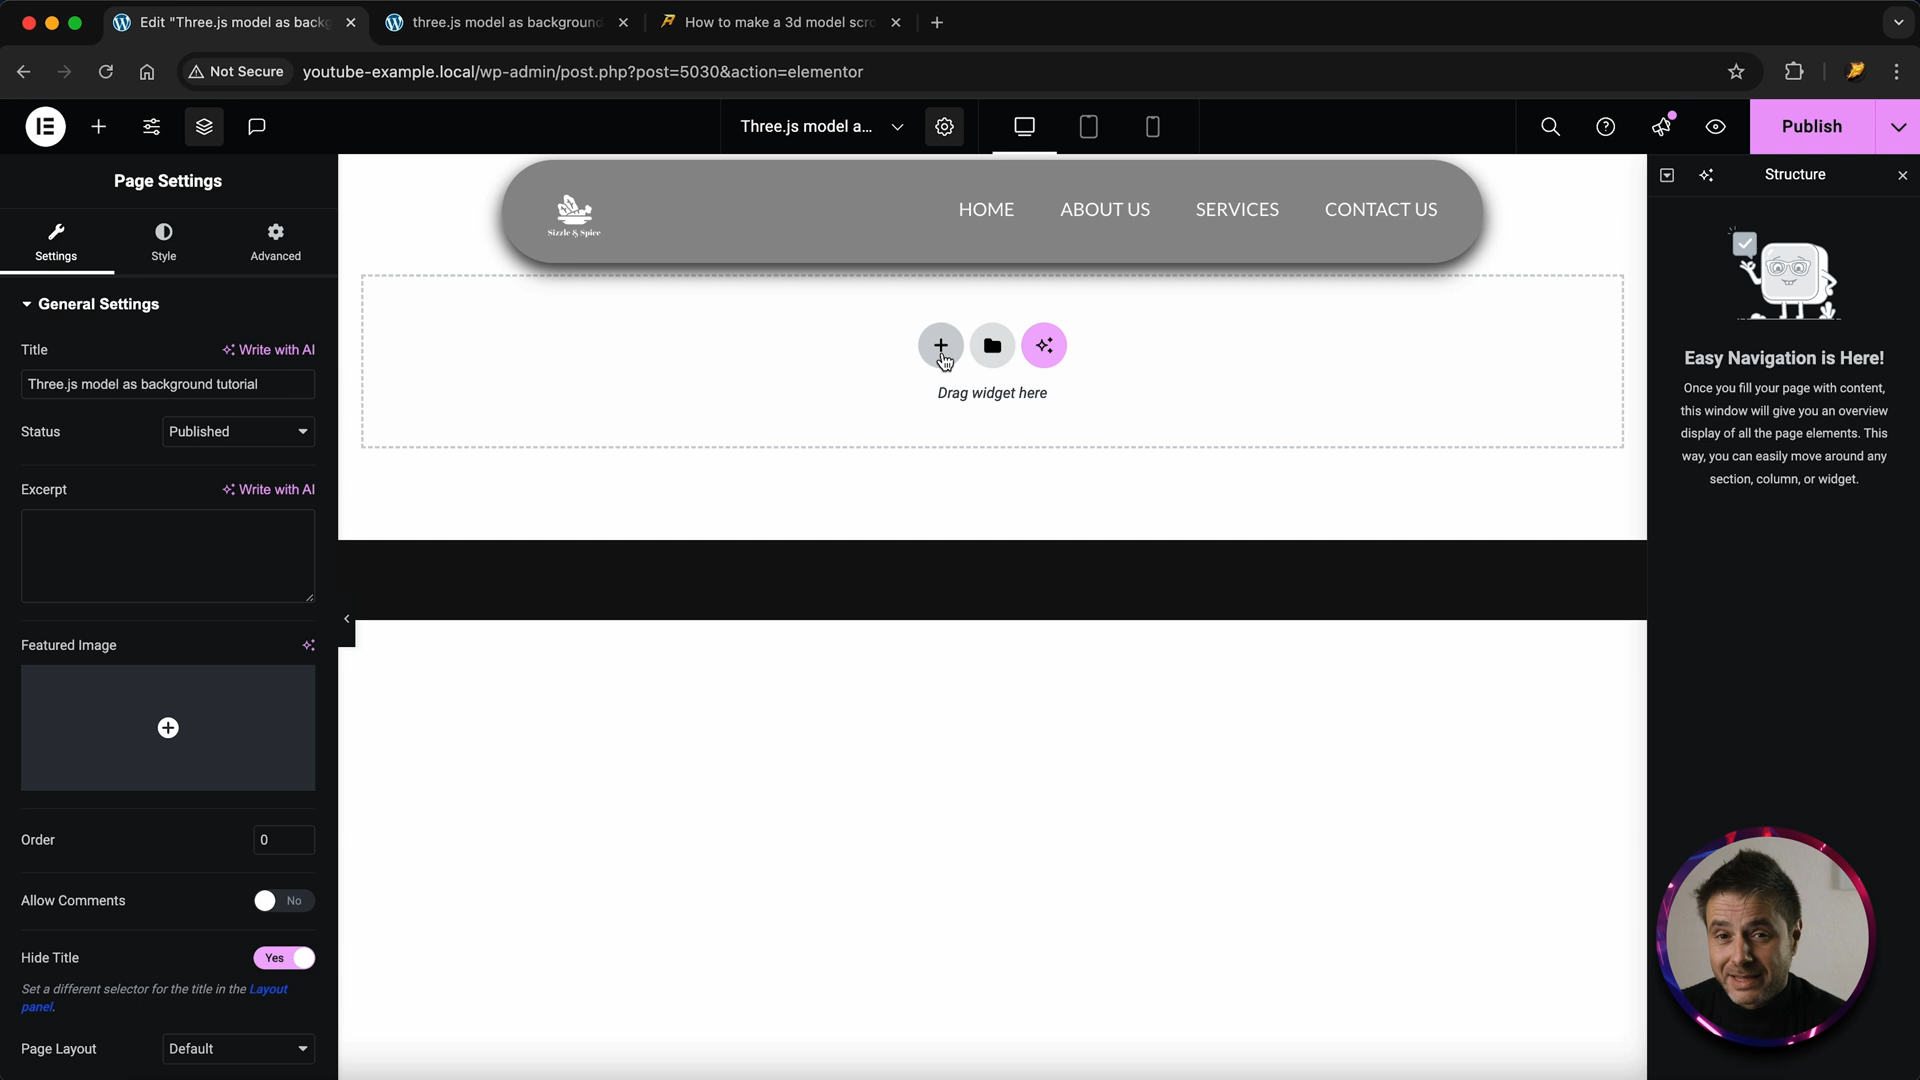 Edit "Three.js model as backg
three.js model as background
How to make a 3d model scr
Not Secure
youtube-example.local/wp-admin/post.php?post=5030&action=elementor
Three.js model a...
Publish
Page Settings
Settings
Style
Advanced
General Settings
Title
Write with AI
Three.js model as background tutorial
Status
Published
Excerpt
Write with AI
Featured Image
Order
0
Allow Comments
No
Hide Title
Yes
Set a different selector for the title in the Layout
panel.
Page Layout
Default
Sizzle & Spice
HOME
ABOUT US
SERVICES
CONTACT US
Drag widget here
Structure
Easy Navigation is Here!
Once you fill your page with content,
this window will give you an overview
display of all the page elements. This
way, you can easily move around any
section, column, or widget.